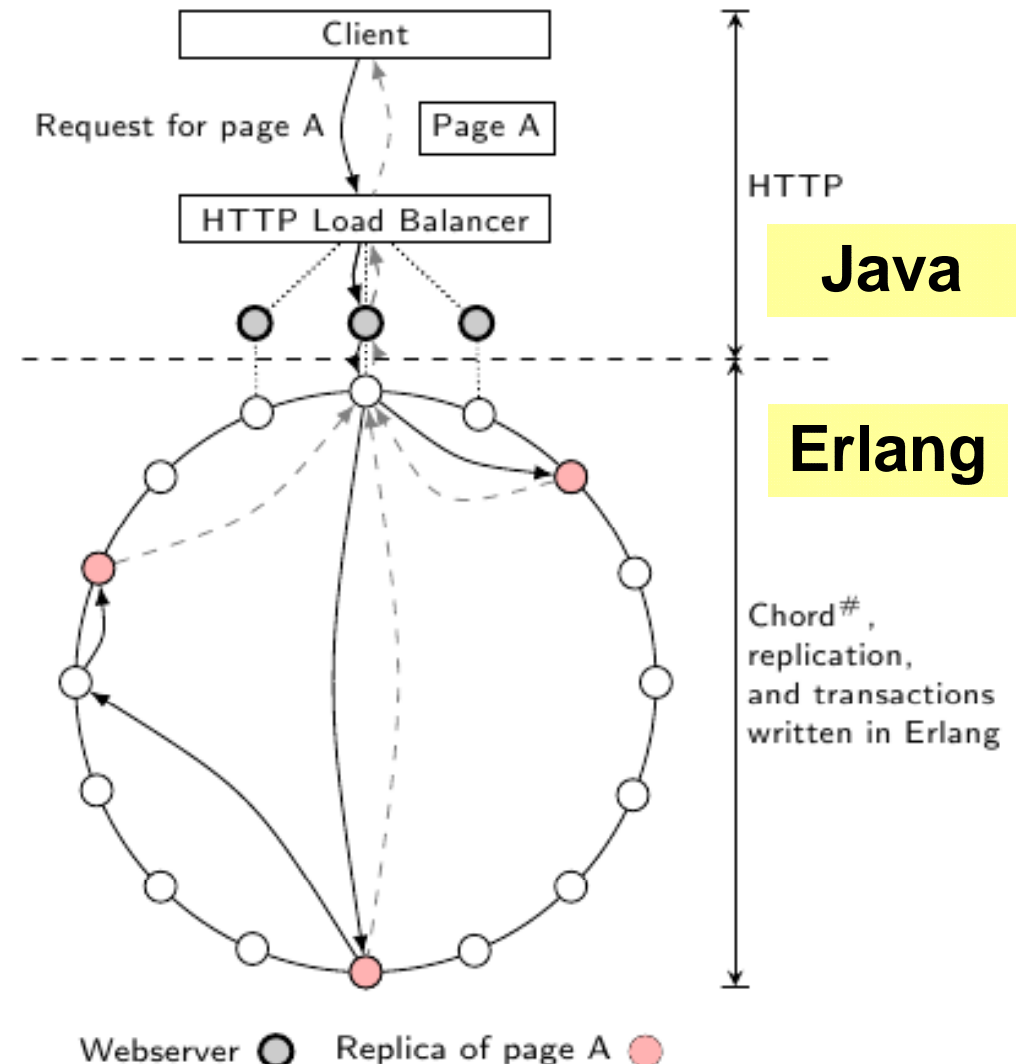 Client
Request for page A
Page A
HTTP
HTTP Load Balancer
Java
Erlang
Chord#,
replication,
and transactions
written in Erlang
Webserver
Replica of page A